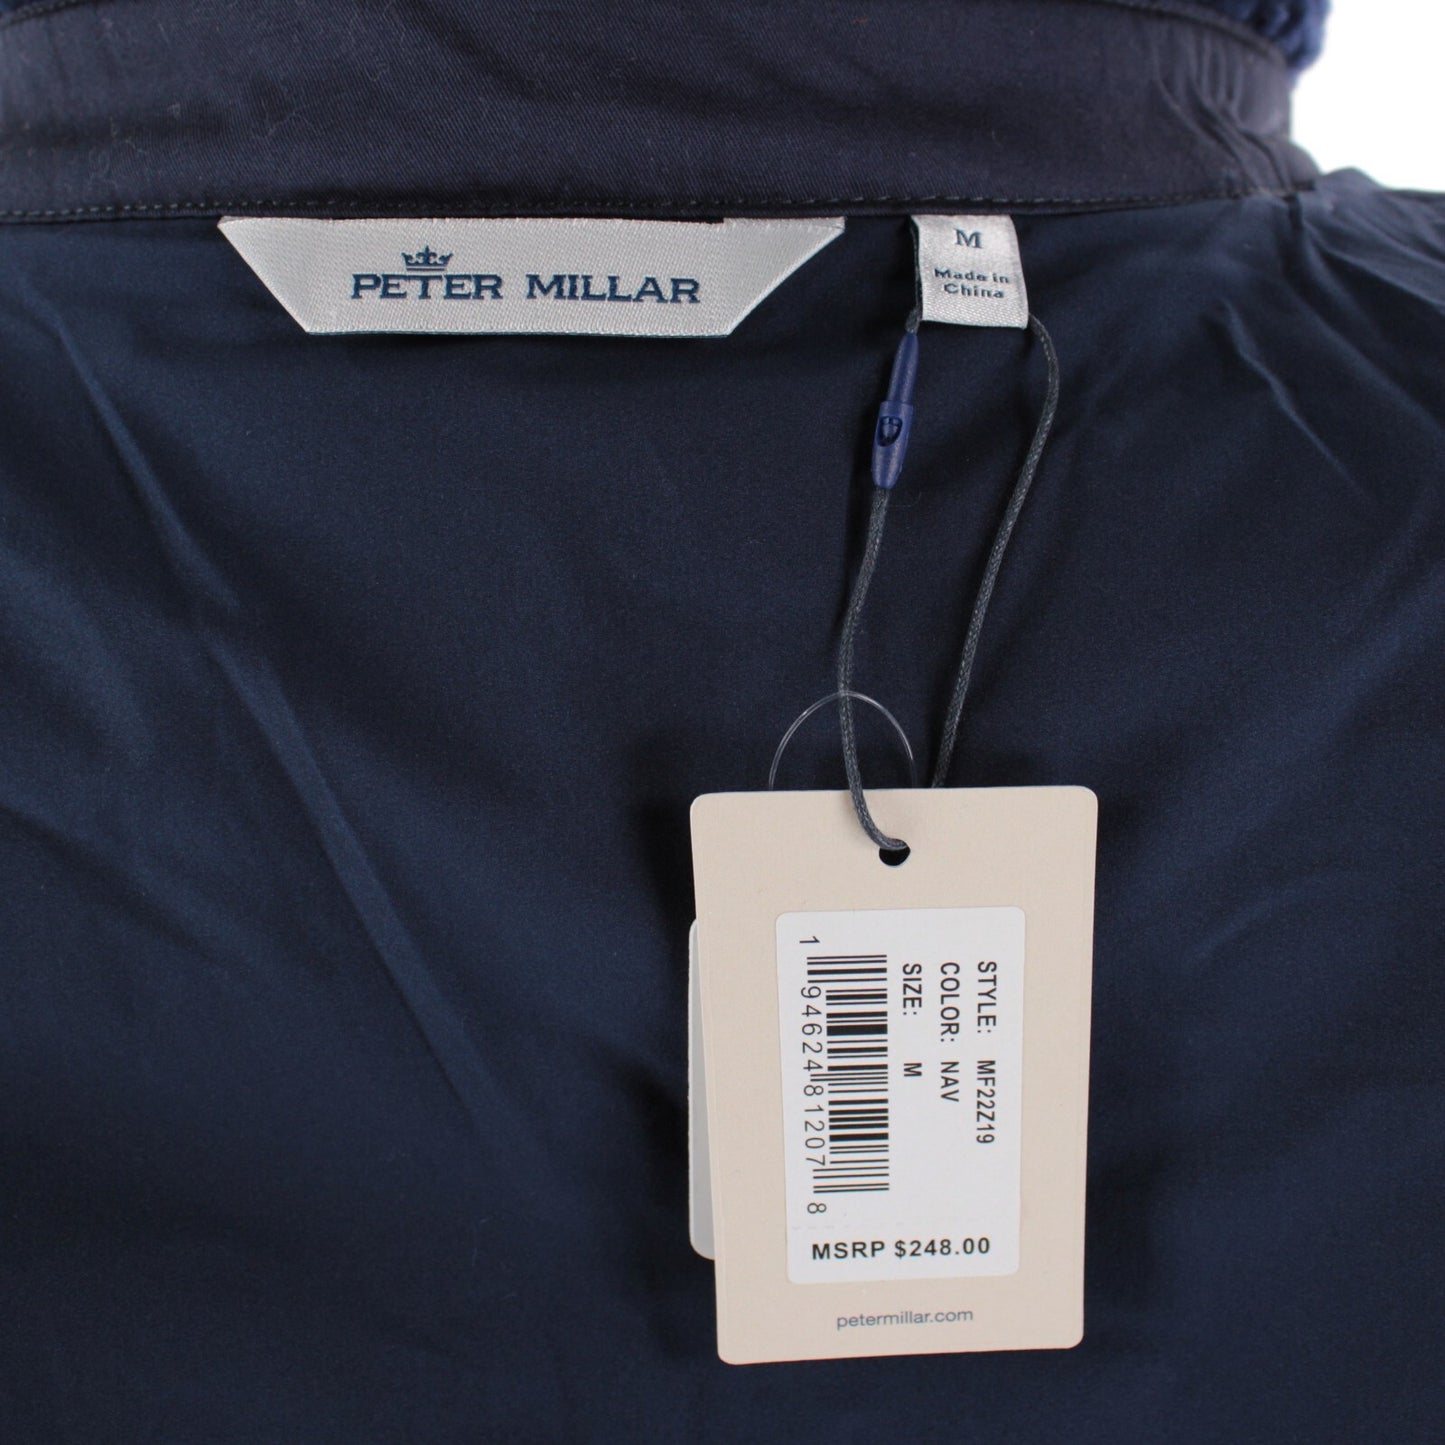 PETER MILLAR
M
Made in
China
STYLE: MF22Z19
COLOR: NAV
SIZE: M
1 94624 81207 8
MSRP $248.00
petermillar.com